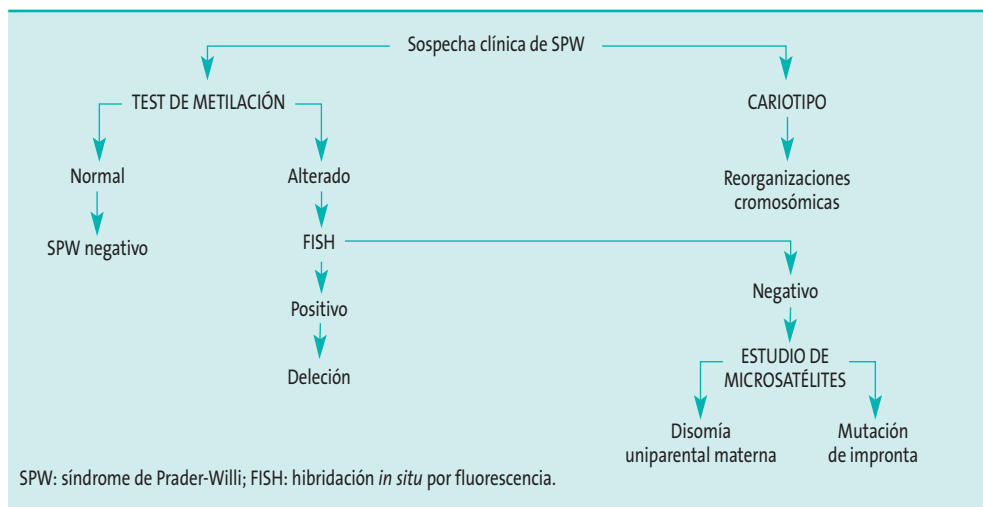 Sospecha clínica de SPW
TEST DE METILACIÓN
CARIOTIPO
Normal
Alterado
Reorganizaciones
cromosómicas
SPW negativo
FISH
Positivo
Negativo
Deleción
ESTUDIO DE
MICROSATÉLITES
Disomía
uniparental materna
Mutación
de impronta
SPW: síndrome de Prader-Willi; FISH: hibridación in situ por fluorescencia.